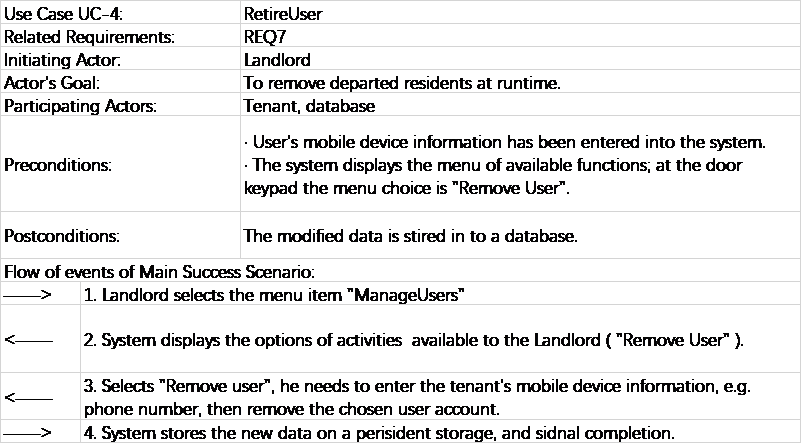 Use Case UC-4: RetireUser
Related Requirements: REQ7
Initiating Actor: Landlord
Actor's Goal: To remove departed residents at runtime.
Participating Actors: Tenant, database
Preconditions:
· User's mobile device information has been entered into the system.
· The system displays the menu of available functions; at the door
keypad the menu choice is "Remove User".
Postconditions: The modified data is stired in to a database.
Flow of events of Main Success Scenario:
——> 1. Landlord selects the menu item "ManageUsers"
<—— 2. System displays the options of activities available to the Landlord ( "Remove User" ).
<—— 3. Selects "Remove user", he needs to enter the tenant's mobile device information, e.g.
phone number, then remove the chosen user account.
——> 4. System stores the new data on a perisident storage, and sidnal completion.